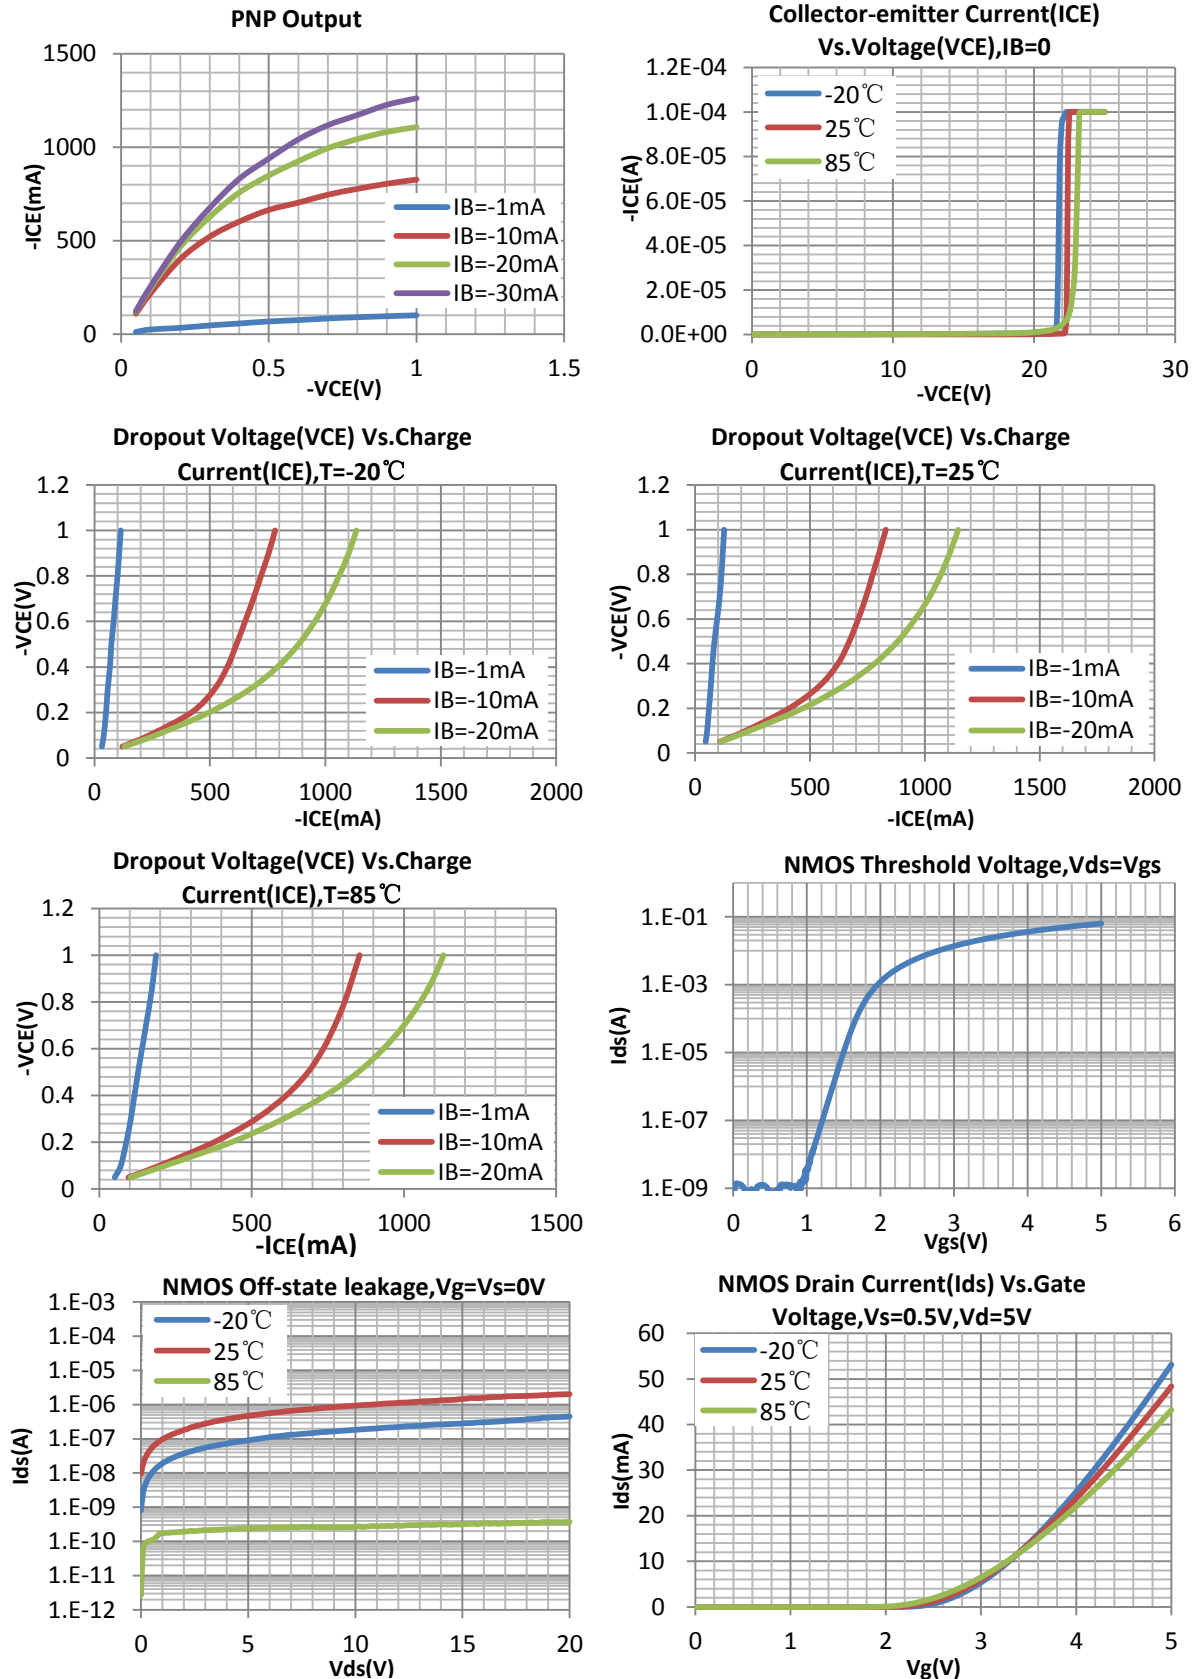 PNP Output
1500
1000
500
0
0
0.5
1
1.5
-ICE(mA)
-VCE(V)
IB=-1mA
IB=-10mA
IB=-20mA
IB=-30mA
Collector-emitter Current(ICE)
Vs.Voltage(VCE),IB=0
1.2E-04
1.0E-04
8.0E-05
6.0E-05
4.0E-05
2.0E-05
0.0E+00
0
10
20
30
-ICE(A)
-VCE(V)
-20℃
25℃
85℃
Dropout Voltage(VCE) Vs.Charge
Current(ICE),T=-20℃
1.2
1
0.8
0.6
0.4
0.2
0
0
500
1000
1500
2000
-VCE(V)
-ICE(mA)
IB=-1mA
IB=-10mA
IB=-20mA
Dropout Voltage(VCE) Vs.Charge
Current(ICE),T=25℃
1.2
1
0.8
0.6
0.4
0.2
0
0
500
1000
1500
2000
-VCE(V)
-ICE(mA)
IB=-1mA
IB=-10mA
IB=-20mA
Dropout Voltage(VCE) Vs.Charge
Current(ICE),T=85℃
1.2
1
0.8
0.6
0.4
0.2
0
0
500
1000
1500
-VCE(V)
-ICE(mA)
IB=-1mA
IB=-10mA
IB=-20mA
NMOS Threshold Voltage,Vds=Vgs
1.E-01
1.E-03
1.E-05
1.E-07
1.E-09
0
1
2
3
4
5
6
Ids(A)
Vgs(V)
NMOS Off-state leakage,Vg=Vs=0V
1.E-03
1.E-04
1.E-05
1.E-06
1.E-07
1.E-08
1.E-09
1.E-10
1.E-11
1.E-12
0
5
10
15
20
Ids(A)
Vds(V)
-20℃
25℃
85℃
NMOS Drain Current(Ids) Vs.Gate
Voltage,Vs=0.5V,Vd=5V
60
50
40
30
20
10
0
0
1
2
3
4
5
Ids(mA)
Vg(V)
-20℃
25℃
85℃